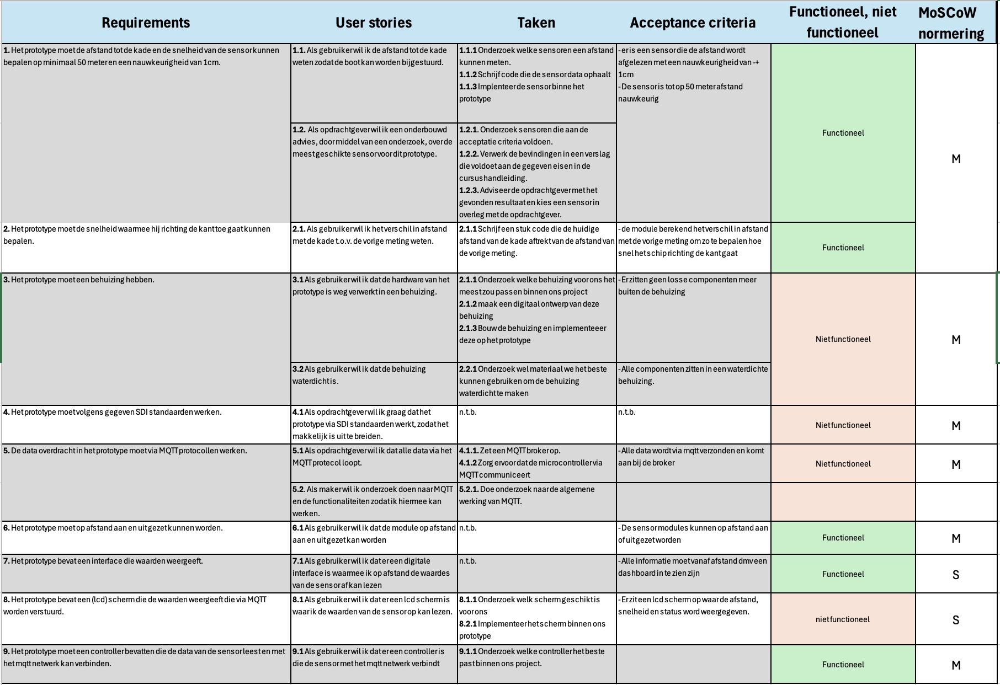 Requirements
User stories
Taken
Acceptance criteria
Functioneel, niet
functioneel
MoSCoW
normering
1. Het prototype moet de afstand tot de kade en de snelheid van de sensor kunnen
bepalen op minimaal 50 meter en een nauwkeurigheid van 1cm.
1.1. Als gebruiker wil ik de afstand tot de kade
weten zodat de boot kan worden bijgestuurd.
1.1.1 Onderzoek welke sensoren een afstand
kunnen meten.
1.1.2 Schrijf code die de sensor data ophaalt
1.1.3 Implenteer de sensor binne het
prototype
- er is een sensor die de afstand wordt
afgelezen met een nauwkeurigheid van -+
1cm
- De sensor is tot op 50 meter afstand
nauwkeurig
Functioneel
M
1.2. Als opdrachtgever wil ik een onderbouwd
advies, door middel van een onderzoek, over de
meest geschikte sensor voor dit prototype.
1.2.1. Onderzoek sensoren die aan de
acceptatie criteria voldoen.
1.2.2. Verwerk de bevindingen in een verslag
die voldoet aan de gegeven eisen in de
cursushandleiding.
1.2.3. Adviseer de opdrachtgever met het
gevonden resultaat en kies een sensor in
overleg met de opdrachtgever.
2. Het prototype moet de snelheid waarmee hij richting de kant toe gaat kunnen
bepalen.
2.1. Als gebruiker wil ik het verschil in afstand
met de kade t.o.v. de vorige meting weten.
2.1.1 Schrijf een stuk code die de huidige
afstand van de kade aftrekt van de afstand van
de vorige meting.
- de module berekend het verschil in afstand
met de vorige meting om zo te bepalen hoe
snel het schip richting de kant gaat
Functioneel
3. Het prototype moet een behuizing hebben.
3.1 Als gebruiker wil ik dat de hardware van het
prototype is weg verwerkt in een behuizing.
2.1.1 Onderzoek welke behuizing voor ons het
meest zou passen binnen ons project
2.1.2 maak een digitaal ontwerp van deze
behuizing
2.1.3 Bouw de behuizing en implementeeer
deze op het prototype
- Er zitten geen losse componenten meer
buiten de behuizing
Niet functioneel
M
3.2 Als gebruiker wil ik dat de behuizing
waterdicht is.
2.2.1 Onderzoek wel materiaal we het beste
kunnen gebruiken om de behuizing
waterdicht te maken
- Alle componenten zitten in een waterdichte
behuizing.
4. Het prototype moet volgens gegeven SDI standaarden werken.
4.1 Als opdrachtgever wil ik graag dat het
prototype via SDI standaarden werkt, zodat het
makkelijk is uit te breiden.
n.t.b.
n.t.b.
Niet functioneel
M
5. De data overdracht in het prototype moet via MQTT protocollen werken.
5.1 Als opdrachtgever wil ik dat alle data via het
MQTT protocol loopt.
4.1.1. Zet een MQTT broker op.
4.1.2 Zorg ervoor dat de microcontroller via
MQTT communiceert
- Alle data wordt via mqtt verzonden en komt
aan bij de broker
Niet functioneel
M
5.2. Als maker wil ik onderzoek doen naar MQTT
en de functionaliteiten zodat ik hiermee kan
werken.
5.2.1. Doe onderzoek naar de algemene
werking van MQTT.
6. Het prototype moet op afstand aan en uit gezet kunnen worden.
6.1 Als gebruiker wil ik dat de module op afstand
aan en uit gezet kan worden
n.t.b.
- De sensor modules kunnen op afstand aan
of uit gezet worden
Functioneel
M
7. Het prototype bevat een interface die waarden weergeeft.
7.1 Als gebruiker wil ik dat er een digitale
interface is waarmee ik op afstand de waardes
van de sensor af kan lezen
n.t.b.
- Alle informatie moet vanaf afstand dmv een
dashboard in te zien zijn
Functioneel
S
8. Het prototype bevat een (lcd) scherm die de waarden weergeeft die via MQTT
worden verstuurd.
8.1 Als gebruiker wil ik dat er een lcd scherm is
waar ik de waarden van de sensor op kan lezen.
8.1.1 Onderzoek welk scherm geschikt is
voor ons
8.2.1 Implementeer het scherm binnen ons
prototype
- Er zit een lcd scherm op waar de afstand,
snelheid en status word weergegeven.
niet functioneel
S
9. Het prototype moet een controller bevatten die de data van de sensor leest en met
het mqtt netwerk kan verbinden.
9.1 Als gebruiker wil ik dat er een controller is
die de sensor met het mqtt netwerk verbindt
9.1.1 Onderzoek welke controller het beste
past binnen ons project.
Functioneel
M